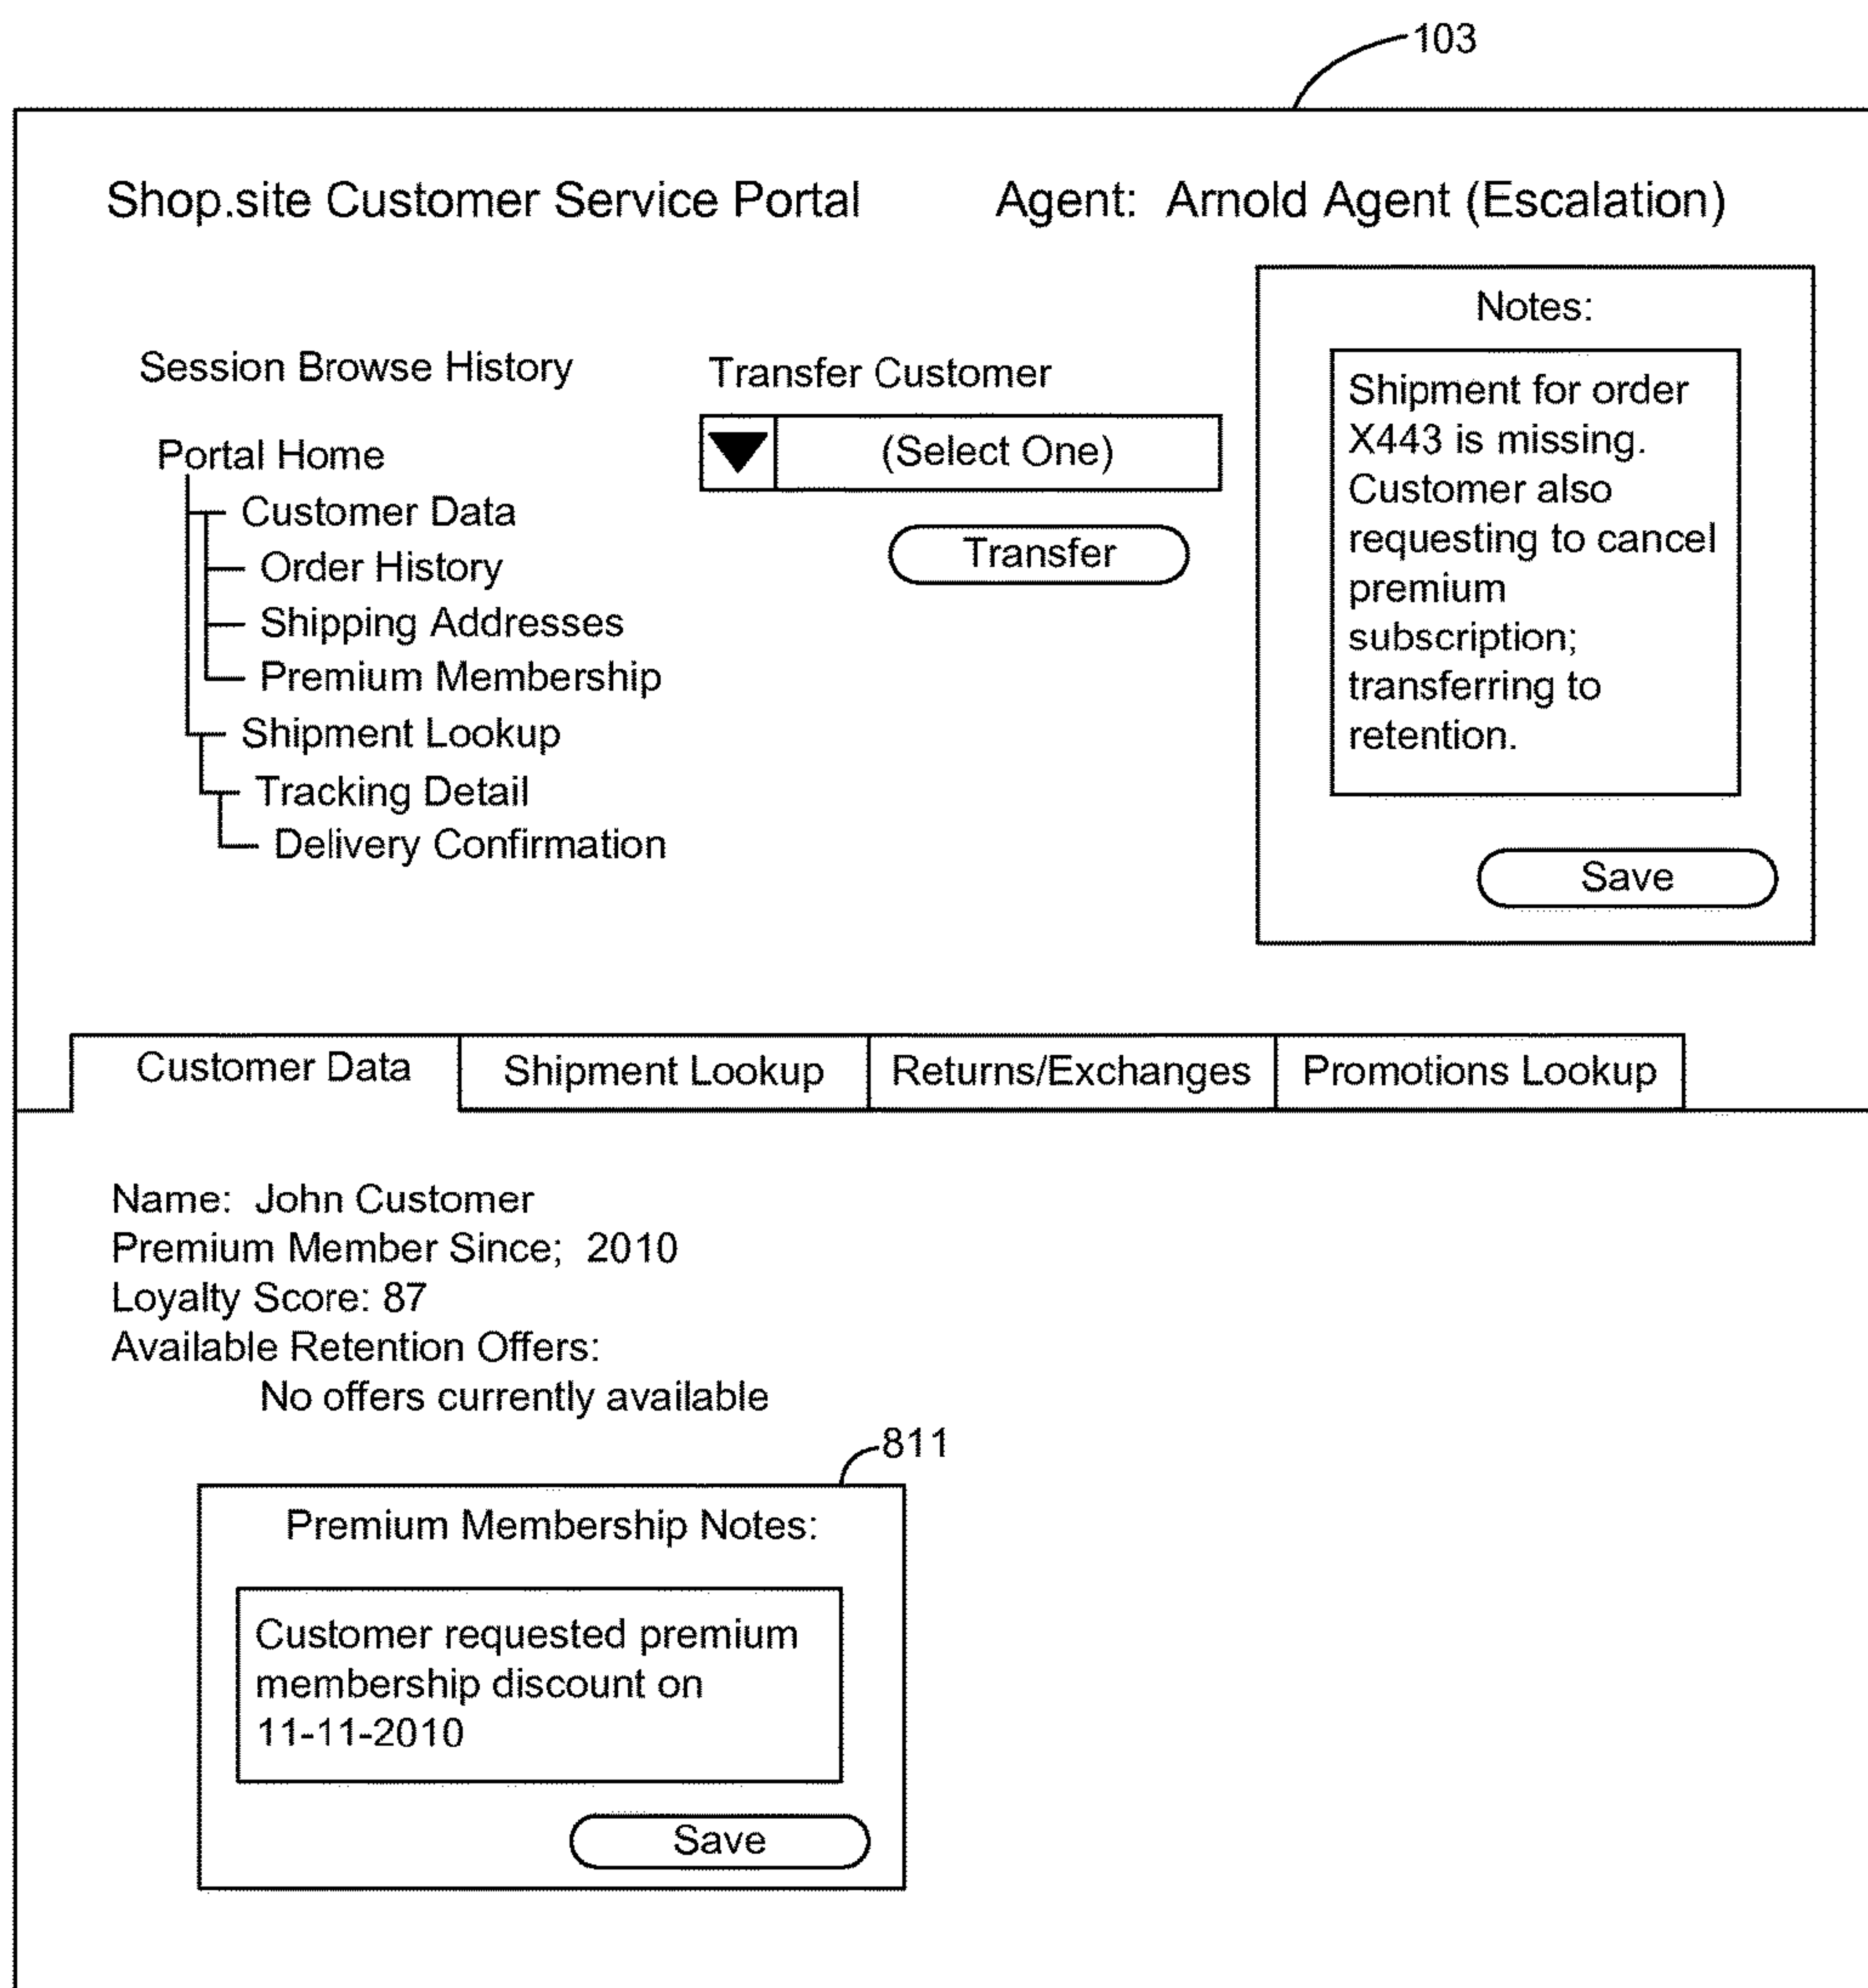 103
Shop.site Customer Service Portal
Agent: Arnold Agent (Escalation)
Session Browse History
Portal Home
Customer Data
Order History
Shipping Addresses
Premium Membership
Shipment Lookup
Tracking Detail
Delivery Confirmation
Transfer Customer
(Select One)
Transfer
Notes:
Shipment for order
X443 is missing.
Customer also
requesting to cancel
premium
subscription;
transferring to
retention.
Save
Customer Data
Shipment Lookup
Returns/Exchanges
Promotions Lookup
Name: John Customer
Premium Member Since; 2010
Loyalty Score: 87
Available Retention Offers:
No offers currently available
811
Premium Membership Notes:
Customer requested premium
membership discount on
11-11-2010
Save